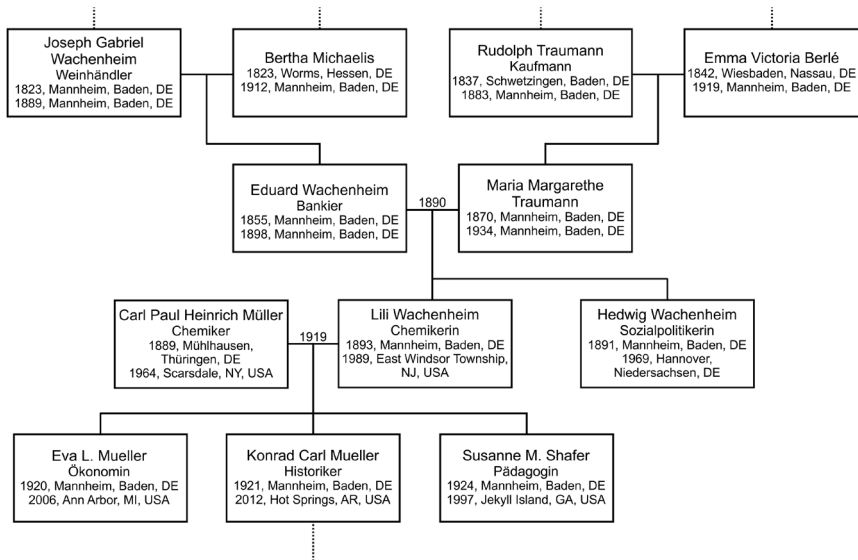 Joseph Gabriel
Wachenheim
Weinhändler
1823, Mannheim, Baden, DE
1889, Mannheim, Baden, DE
Bertha Michaelis
1823, Worms, Hessen, DE
1912, Mannheim, Baden, DE
Rudolph Traumann
Kaufmann
1837, Schwetzingen, Baden, DE
1883, Mannheim, Baden, DE
Emma Victoria Berlé
1842, Wiesbaden, Nassau, DE
1919, Mannheim, Baden, DE
Eduard Wachenheim
Bankier
1855, Mannheim, Baden, DE
1898, Mannheim, Baden, DE
1890
Maria Margarethe
Traumann
1870, Mannheim, Baden, DE
1934, Mannheim, Baden, DE
Carl Paul Heinrich Müller
Chemiker
1889, Mühlhausen,
Thüringen, DE
1964, Scarsdale, NY, USA
1919
Lili Wachenheim
Chemikerin
1893, Mannheim, Baden, DE
1989, East Windsor Township,
NJ, USA
Hedwig Wachenheim
Sozialpolitikerin
1891, Mannheim, Baden, DE
1969, Hannover,
Niedersachsen, DE
Eva L. Mueller
Ökonomin
1920, Mannheim, Baden, DE
2006, Ann Arbor, MI, USA
Konrad Carl Mueller
Historiker
1921, Mannheim, Baden, DE
2012, Hot Springs, AR, USA
Susanne M. Shafer
Pädagogin
1924, Mannheim, Baden, DE
1997, Jekyll Island, GA, USA